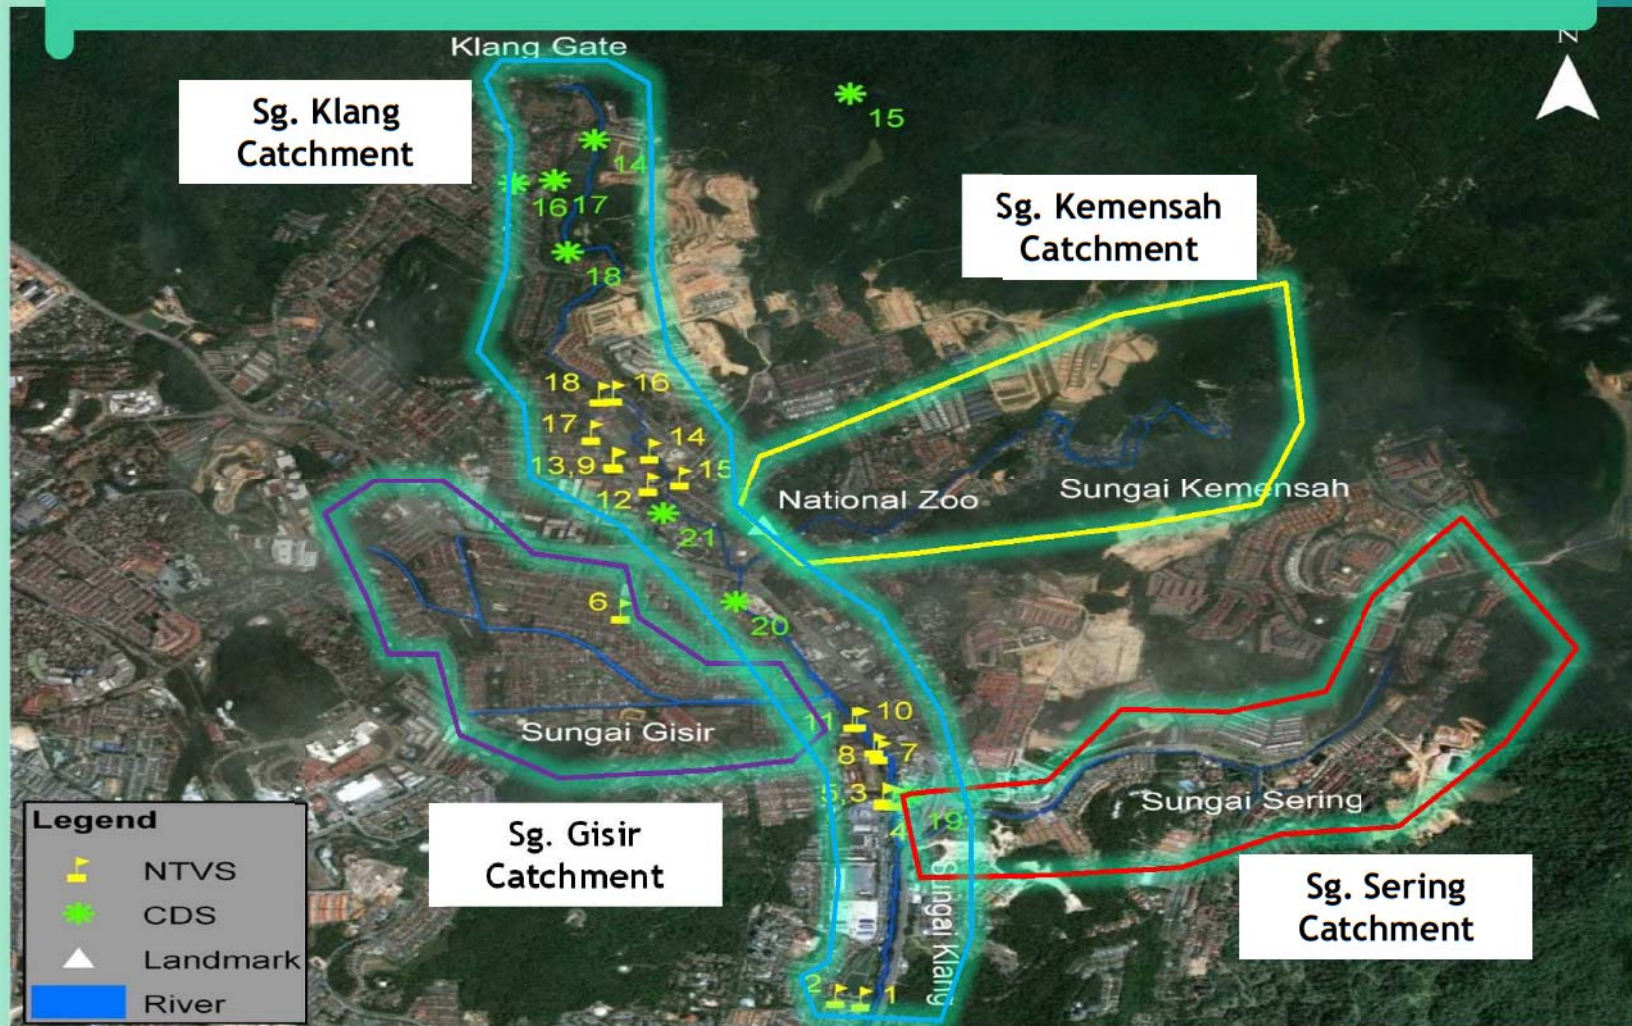 Klang Gate
N
Sg. Klang
Catchment
15
14
16 17
18
Sg. Kemensah
Catchment
18
16
17
14
13,9
15
12
21
National Zoo
Sungai Kemensah
6
20
11
10
8
7
5,3
4
19
Sungai Gisir
Sungai Sering
Sungai Klang
Sg. Gisir
Catchment
Sg. Sering
Catchment
2
1
Legend
NTVS
CDS
Landmark
River